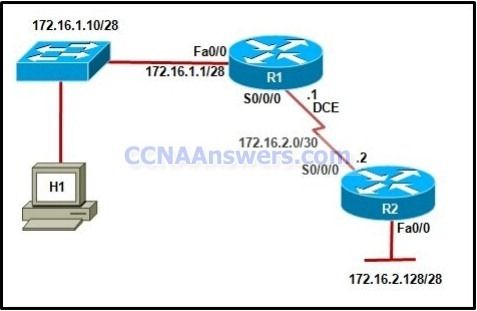 172.16.1.10/28
Fa0/0
172.16.1.1/28
R1
S0/0/0
.1
DCE
172.16.2.0/30
CCNAAnswers.com
.2
S0/0/0
H1
R2
Fa0/0
172.16.2.128/28